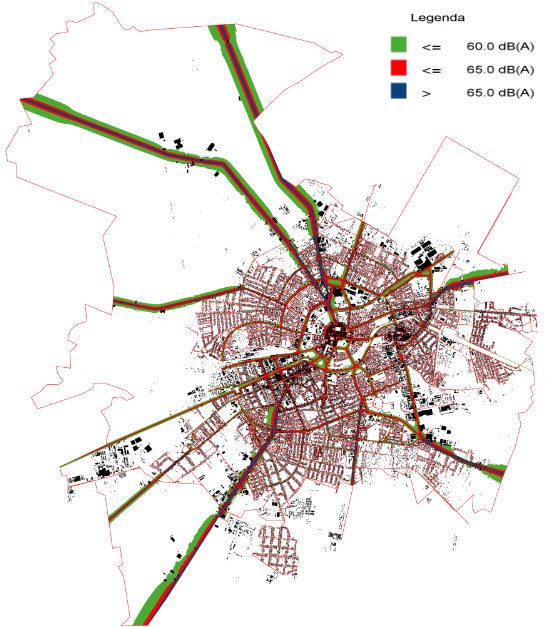 Legenda
<= 60.0 dB(A)
<= 65.0 dB(A)
> 65.0 dB(A)